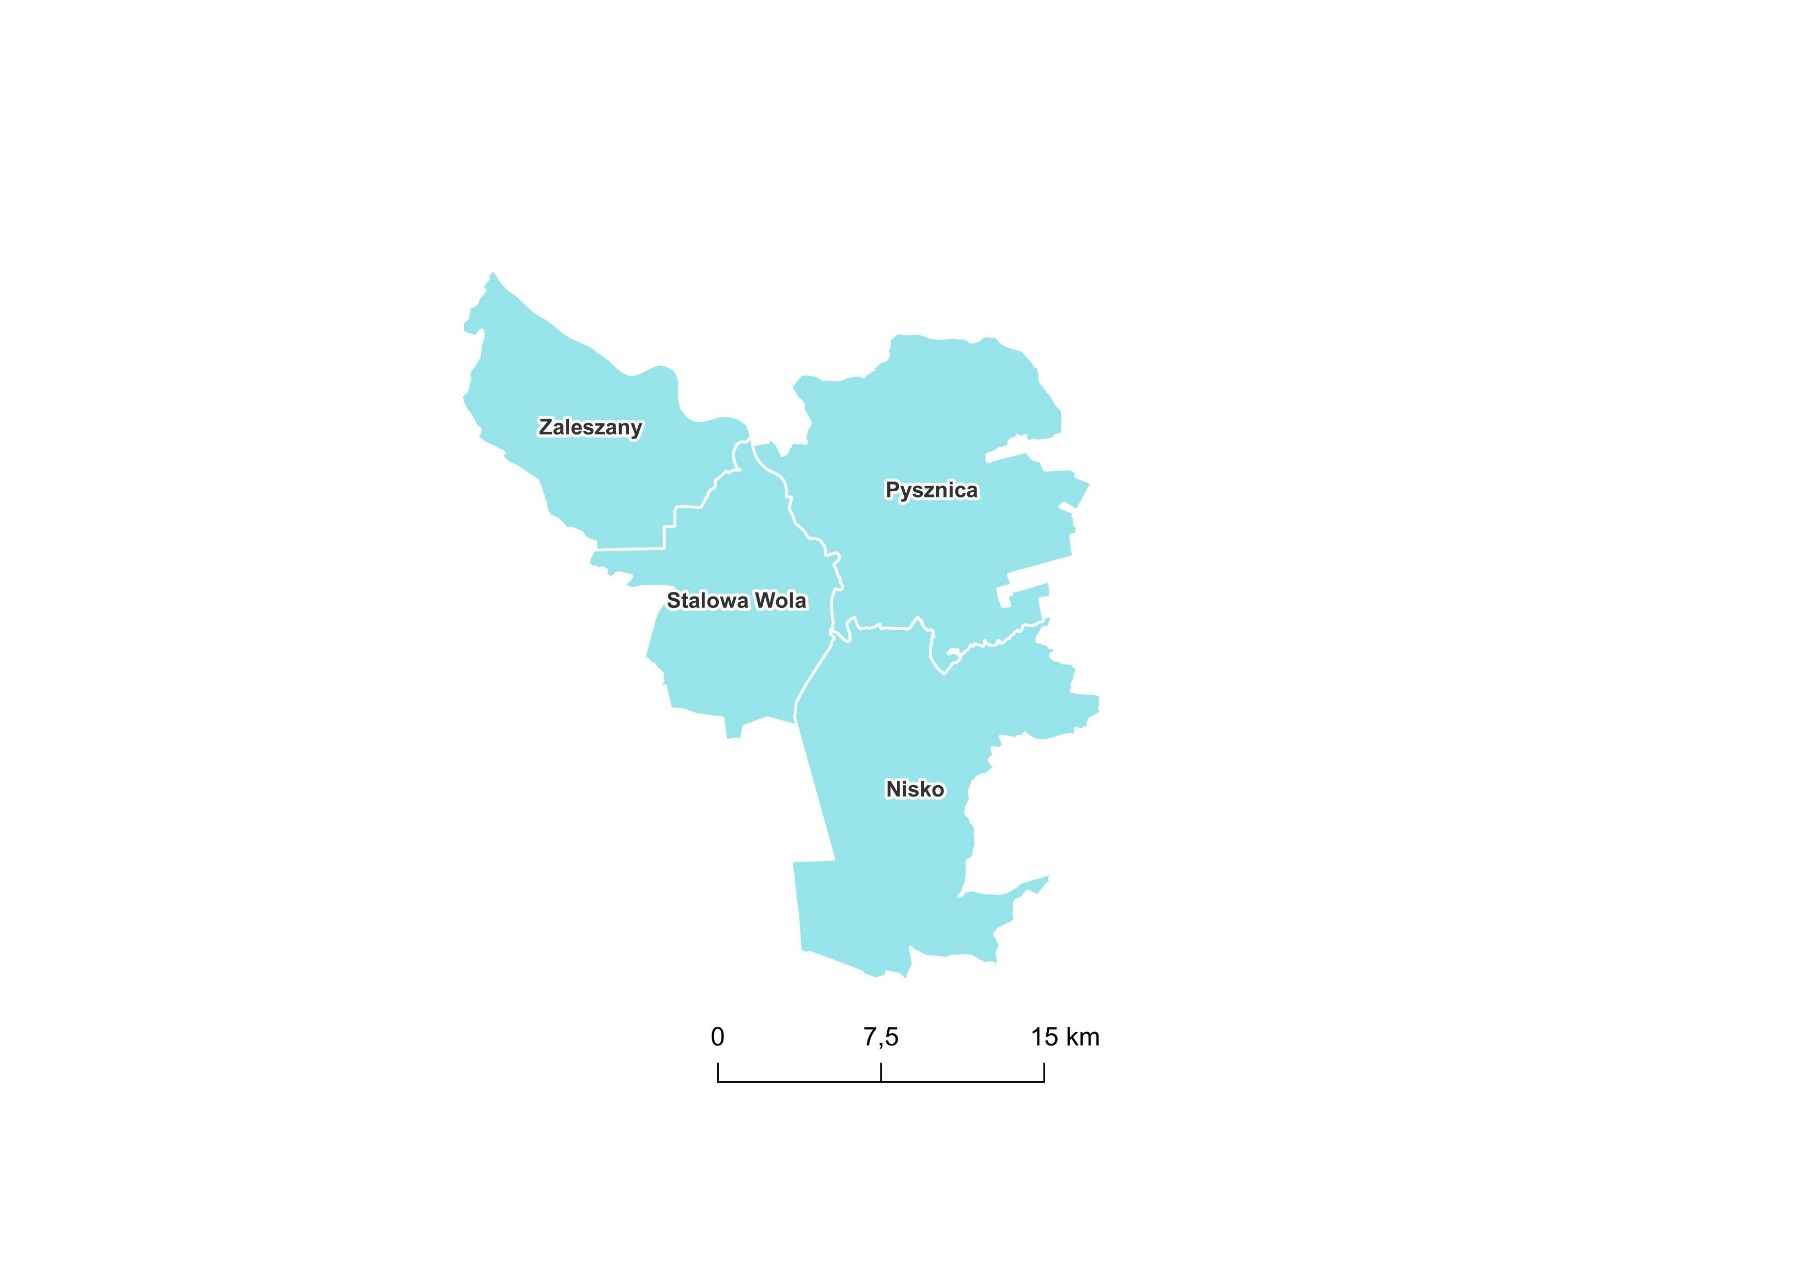 Zaleszany
Pysznica
Stalowa Wola
Nisko
0 7,5 15 km